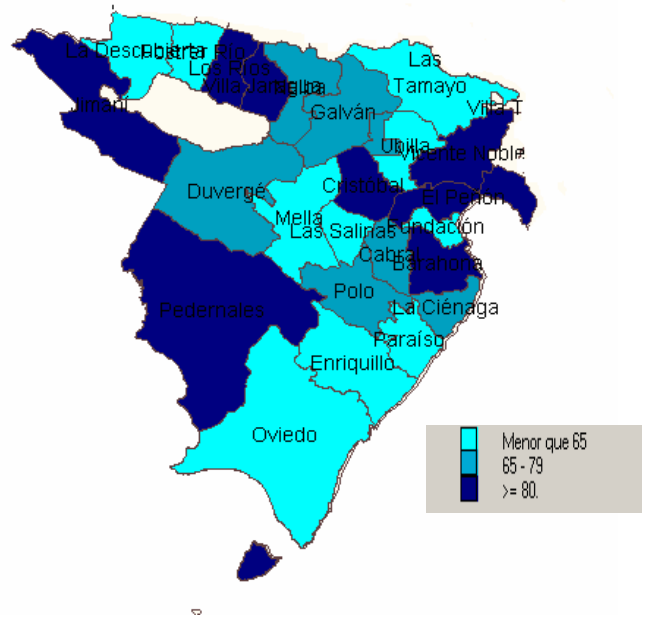 La Descubierta
Postrer Río
Los Ríos
Villa Jaragua
Neiba
Las
Tamayo
Villa T
Jimaní
Galván
Ubilla
Vicente Noble
Cristóbal
Duvergé
El Peñón
Mella
Las Salinas
Fundación
Cabral
Barahona
Polo
La Ciénaga
Pedernales
Paraíso
Enriquillo
Oviedo
Menor que 65
65 - 79
>= 80.